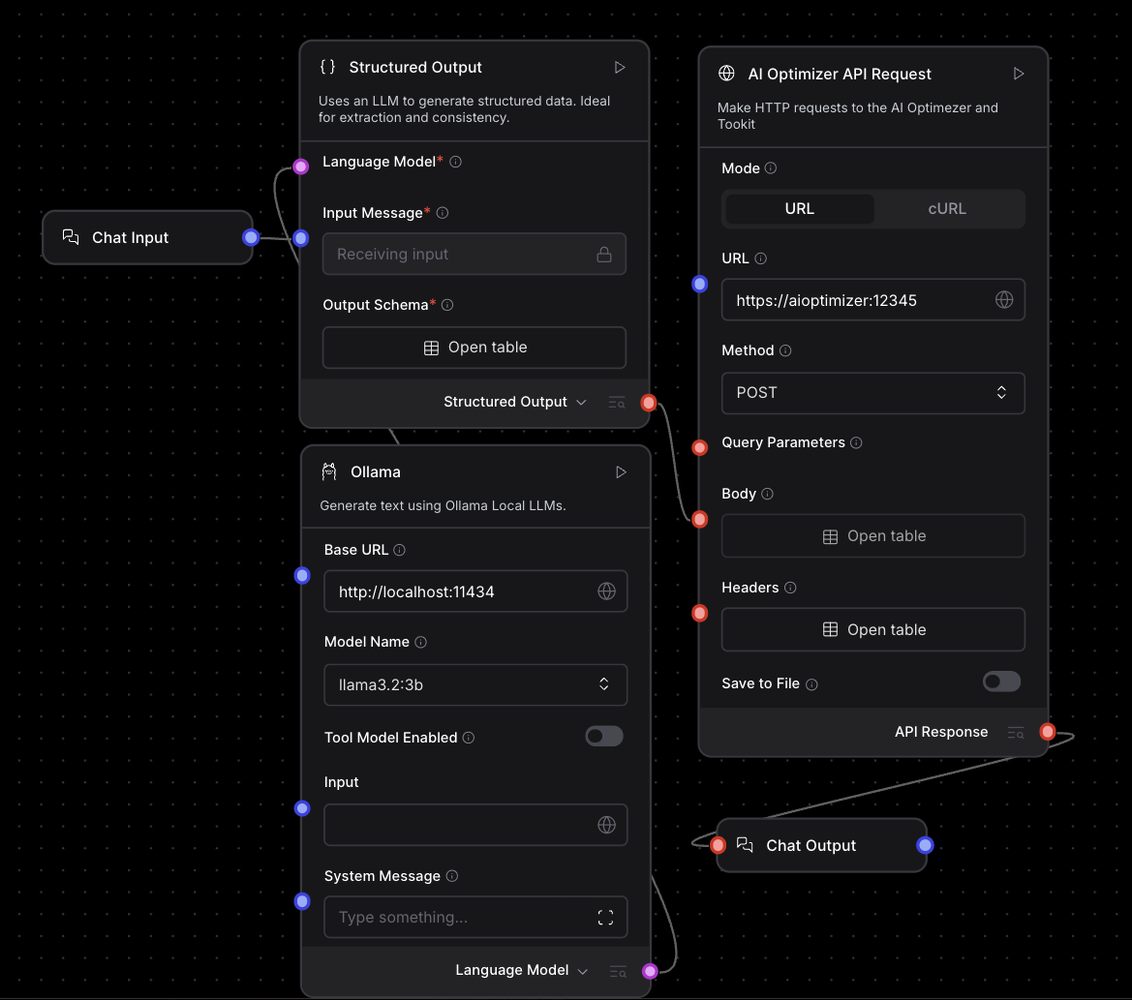 Chat Input
Structured Output
Uses an LLM to generate structured data. Ideal
for extraction and consistency.
Language Model*
Input Message*
Receiving input
Output Schema*
Open table
Structured Output
Ollama
Generate text using Ollama Local LLMs.
Base URL
http://localhost:11434
Model Name
llama3.2:3b
Tool Model Enabled
Input
System Message
Type something...
Language Model
AI Optimizer API Request
Make HTTP requests to the AI Optimezer and
Tookit
Mode
URL
cURL
URL
https://aioptimizer:12345
Method
POST
Query Parameters
Body
Open table
Headers
Open table
Save to File
API Response
Chat Output